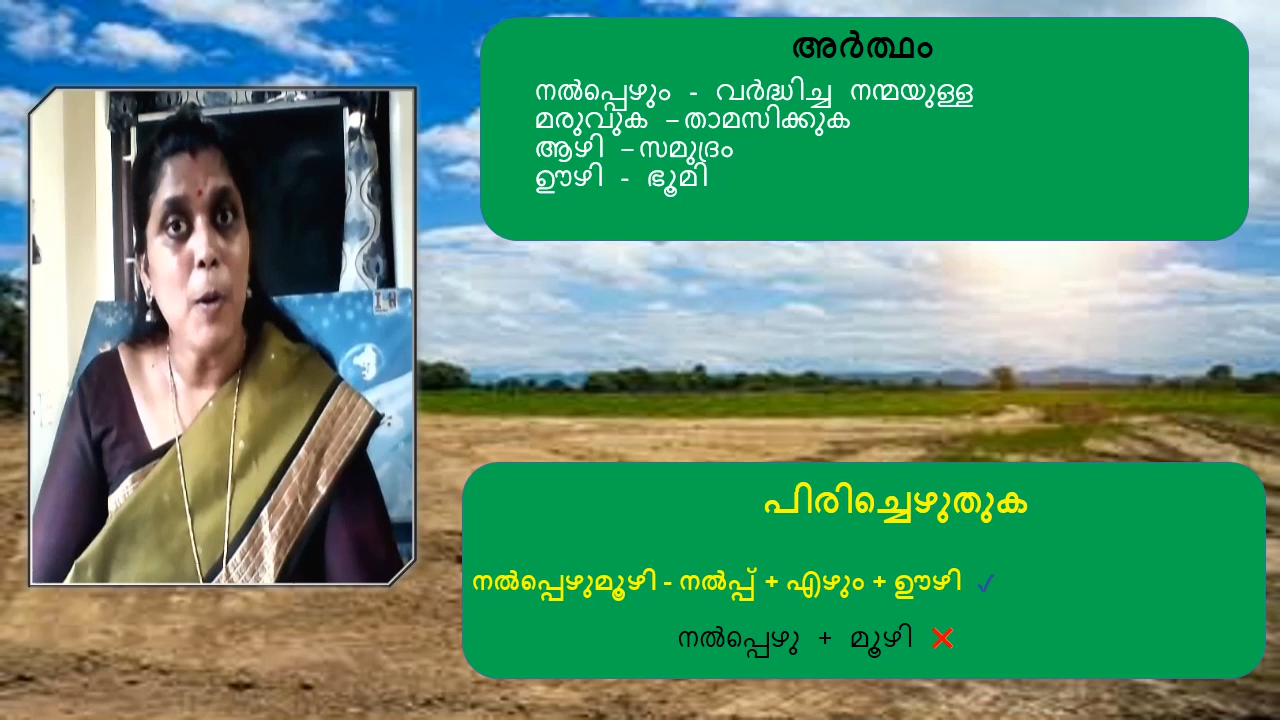 അർത്ഥം
നൽപ്പെഴും - വർദ്ധിച്ച നന്മയുള്ള
മരുവുക – താമസിക്കുക
ആഴി – സമുദ്രം
ഊഴി - ഭൂമി
പിരിച്ചെഴുതുക
നൽപ്പെഴുമൂഴി - നൽപ്പ് + എഴും + ഊഴി ✓
നൽപ്പെഴു + മൂഴി ❌